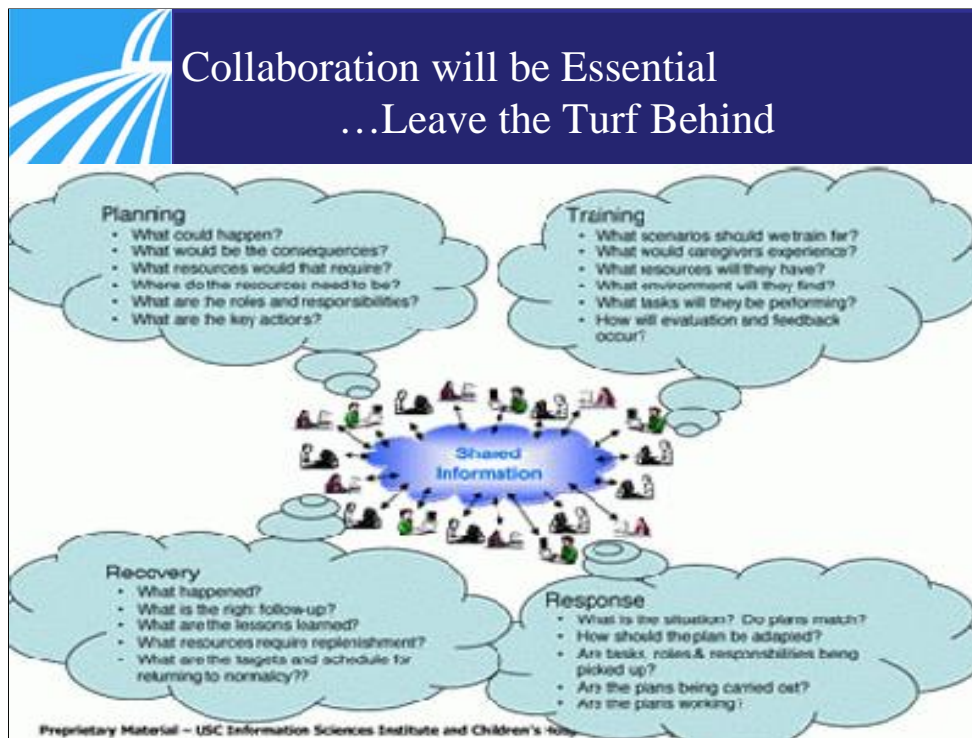 Collaboration will be Essential
…Leave the Turf Behind
Planning
• What could happen?
• What would be the consequences?
• What resources would that require?
• Where do the resources need to be?
• What are the roles and responsibilities?
• What are the key actions?
Training
• What scenarios should we train for?
• What would caregivers experience?
• What resources will they have?
• What environment will they find?
• What tasks will they be performing?
• How will evaluation and feedback
occur?
Shared
Information
Recovery
• What happened?
• What is the right follow-up?
• What are the lessons learned?
• What resources require replenishment?
• What are the targets and schedule for
returning to normalcy??
Response
• What is the situation? Do plans match?
• How should the plan be adapted?
• Are tasks, roles & responsibilities being
picked up?
• Are the plans being carried out?
• Are the plans working?
Proprietary Material – USC Information Sciences Institute and Children's